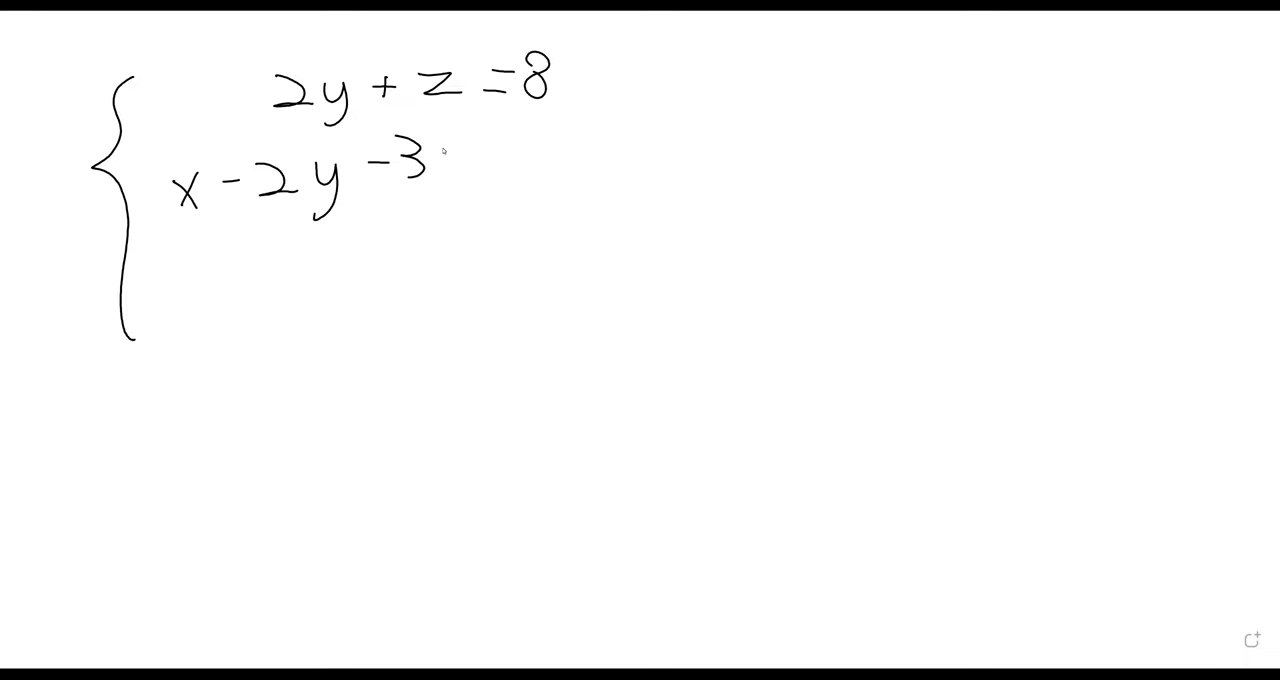 2y + z = 8
x - 2y - 3